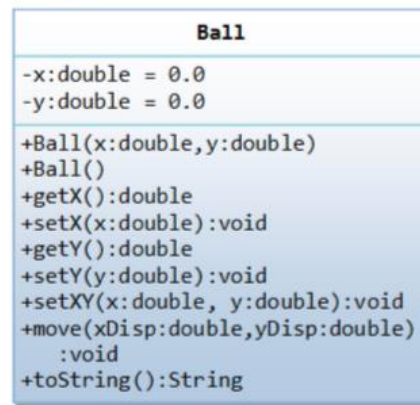 Ball
-x:double = 0.0
-y:double = 0.0
+Ball(x:double,y:double)
+Ball()
+getX():double
+setX(x:double):void
+getY():double
+setY(y:double):void
+setXY(x:double, y:double):void
+move(xDisp:double,yDisp:double)
:void
+toString():String